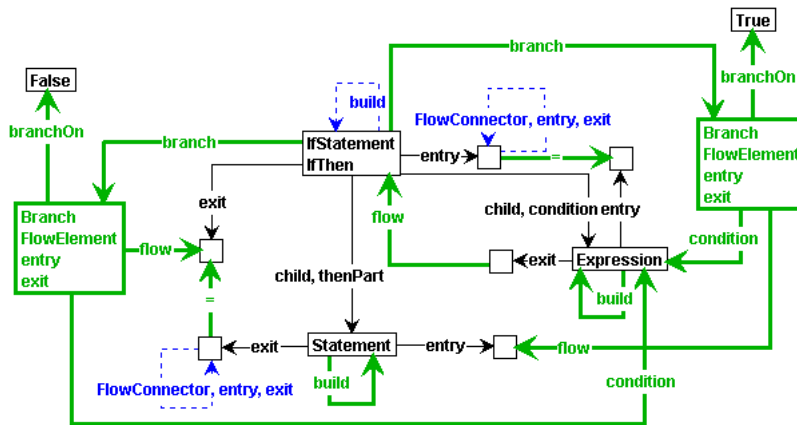 True
branch
False
build
FlowConnector, entry, exit
branchOn
branchOn
branch
IfStatement
IfThen
entry
=
Branch
FlowElement
entry
exit
exit
flow
child, condition
entry
Branch
FlowElement
entry
exit
flow
condition
exit
Expression
child, thenPart
build
=
exit
Statement
entry
flow
FlowConnector, entry, exit
build
condition